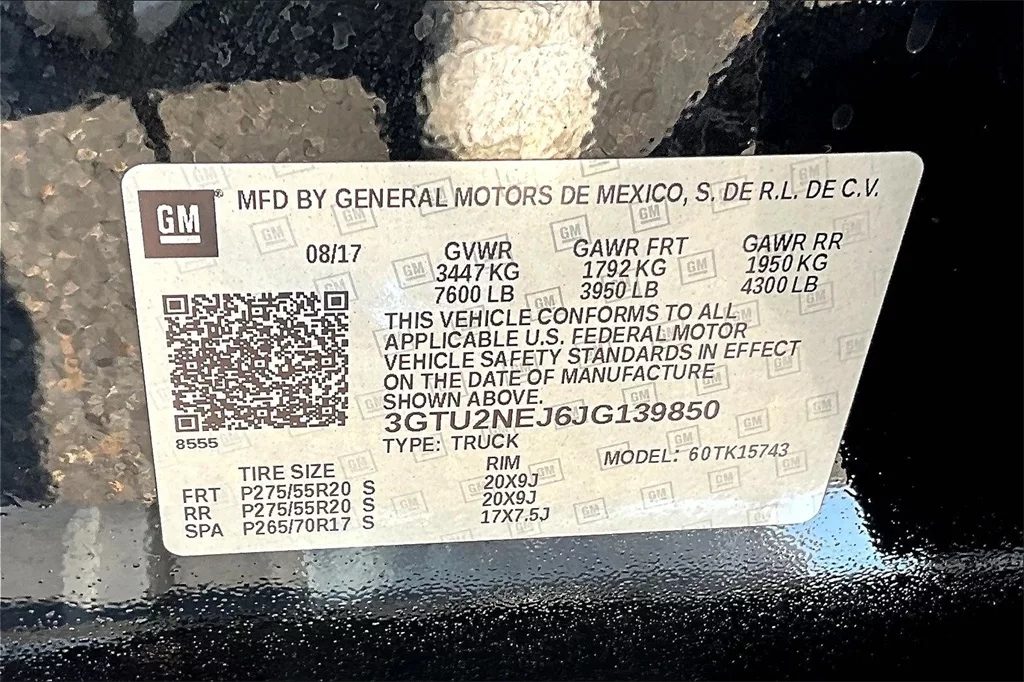 GM ® MFD BY GENERAL MOTORS DE MEXICO, S. DE R.L. DE C.V.
08/17 GVWR GAWR FRT GAWR RR
3447 KG 1792 KG 1950 KG
7600 LB 3950 LB 4300 LB
THIS VEHICLE CONFORMS TO ALL
APPLICABLE U.S. FEDERAL MOTOR
VEHICLE SAFETY STANDARDS IN EFFECT
ON THE DATE OF MANUFACTURE
SHOWN ABOVE.
3GTU2NEJ6JG139850
8555 TYPE: TRUCK MODEL: 60TK15743
TIRE SIZE RIM
FRT P275/55R20 S 20X9J
RR P275/55R20 S 20X9J
SPA P265/70R17 S 17X7.5J